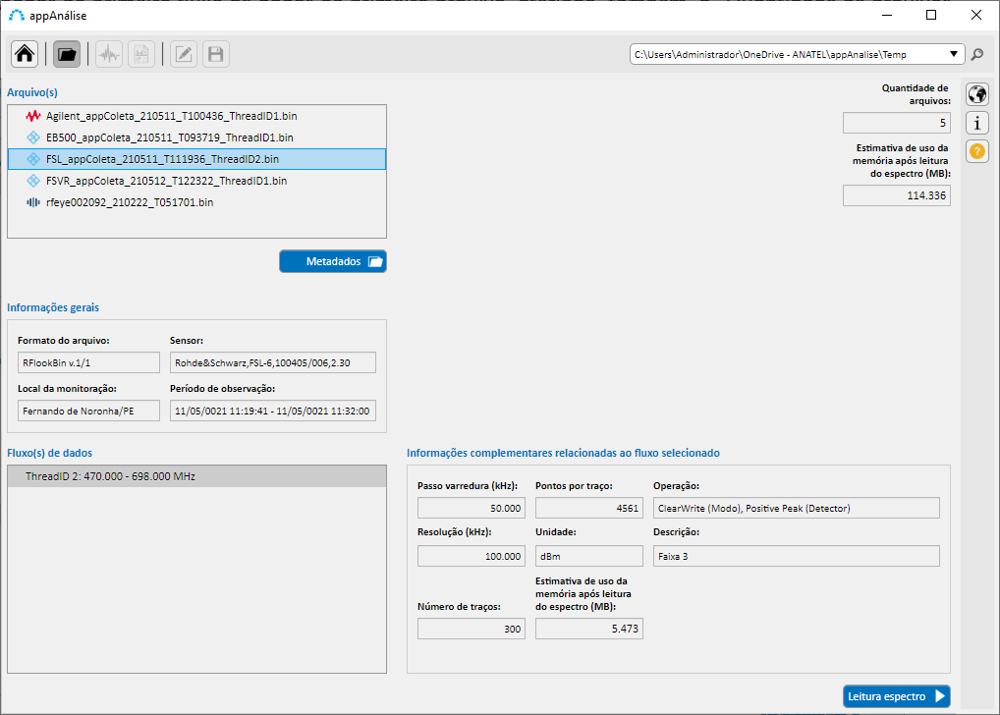 appAnálise
C:\Users\Administrador\OneDrive - ANATEL\appAnalise\Temp
Arquivo(s)
Agilent_appColeta_210511_T100436_ThreadID1.bin
EB500_appColeta_210511_T093719_ThreadID1.bin
FSL_appColeta_210511_T111936_ThreadID2.bin
FSVR_appColeta_210512_T122322_ThreadID1.bin
rfeye002092_210222_T051701.bin
Quantidade de
arquivos:
5
Estimativa de uso da
memória após leitura
do espectro (MB):
114.336
i
?
Metadados
Informações gerais
Formato do arquivo:
RFlookBin v.1/1
Sensor:
Rohde&Schwarz,FSL-6,100405/006,2.30
Local da monitoração:
Fernando de Noronha/PE
Período de observação:
11/05/0021 11:19:41 - 11/05/0021 11:32:00
Fluxo(s) de dados
ThreadID 2: 470.000 - 698.000 MHz
Informações complementares relacionadas ao fluxo selecionado
Passo varredura (kHz):
50.000
Pontos por traço:
4561
Operação:
ClearWrite (Modo), Positive Peak (Detector)
Resolução (kHz):
100.000
Unidade:
dBm
Descrição:
Faixa 3
Número de traços:
300
Estimativa de uso da
memória após leitura
do espectro (MB):
5.473
Leitura espectro